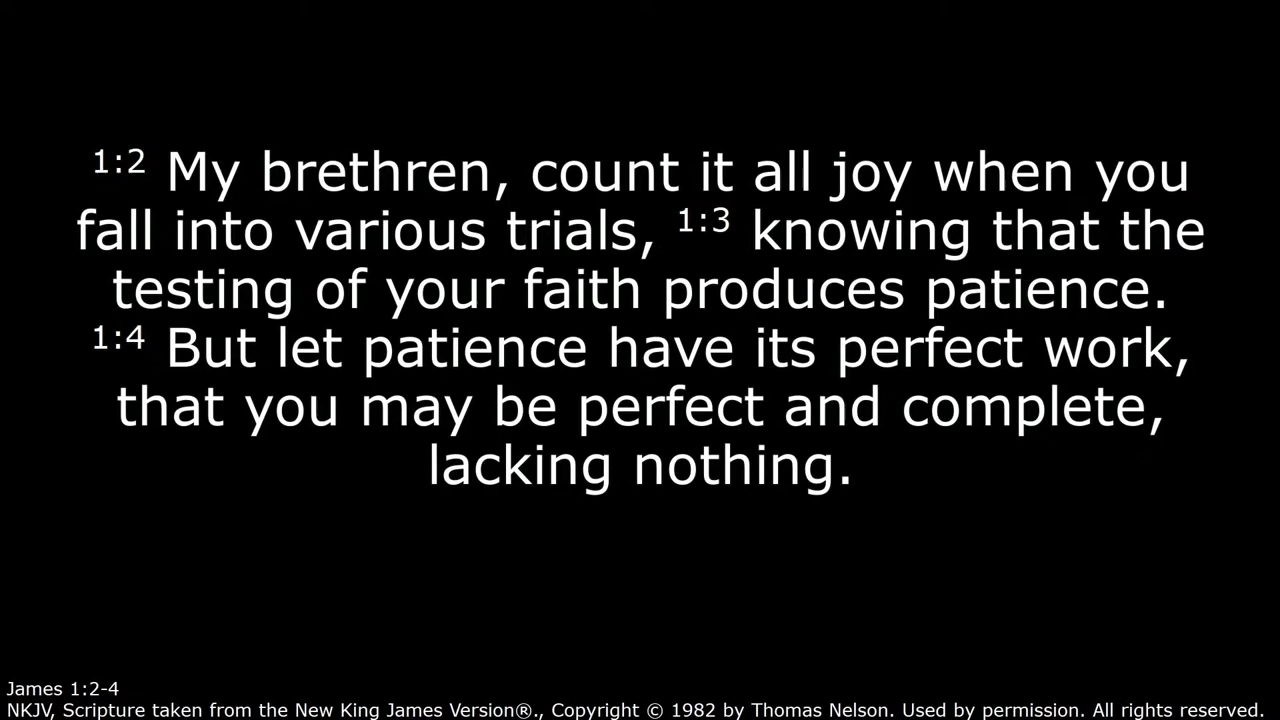 1:2 My brethren, count it all joy when you
fall into various trials, 1:3 knowing that the
testing of your faith produces patience.
1:4 But let patience have its perfect work,
that you may be perfect and complete,
lacking nothing.
James 1:2-4
NKJV, Scripture taken from the New King James Version®., Copyright © 1982 by Thomas Nelson. Used by permission. All rights reserved.